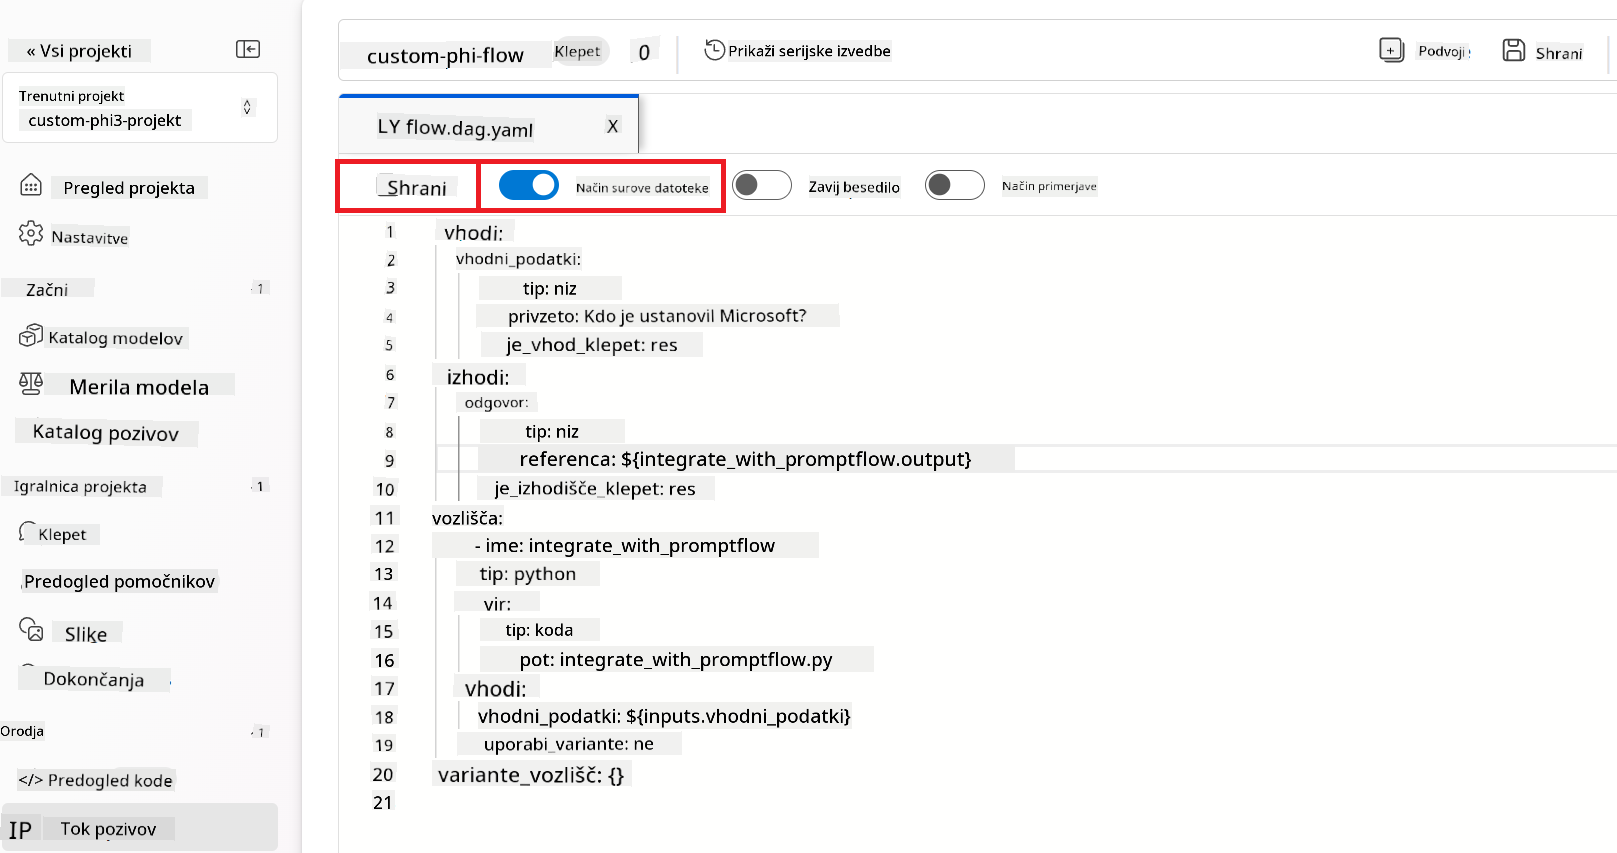 « Vsi projekti
Trenutni projekt
custom-phi3-projekt
Pregled projekta
Nastavitve
Začni
1
Katalog modelov
Merila modela
Katalog pozivov
Igralnica projekta
1
Klepet
Predogled pomočnikov
Slike
Dokončanja
Orodja
1
</> Predogled kode
IP Tok pozivov
custom-phi-flow Klepet 0 Prikaži serijske izvedbe Podvoji Shrani
LY flow.dag.yaml X
Shrani Način surove datoteke Zavij besedilo Način primerjave
1 vhodi:
2 vhodni_podatki:
3 tip: niz
4 privzeto: Kdo je ustanovil Microsoft?
5 je_vhod_klepet: res
6 izhodi:
7 odgovor:
8 tip: niz
9 referenca: ${integrate_with_promptflow.output}
10 je_izhodišče_klepet: res
11 vozlišča:
12 - ime: integrate_with_promptflow
13 tip: python
14 vir:
15 tip: koda
16 pot: integrate_with_promptflow.py
17 vhodi:
18 vhodni_podatki: ${inputs.vhodni_podatki}
19 uporabi_variante: ne
20 variante_vozlišč: {}
21